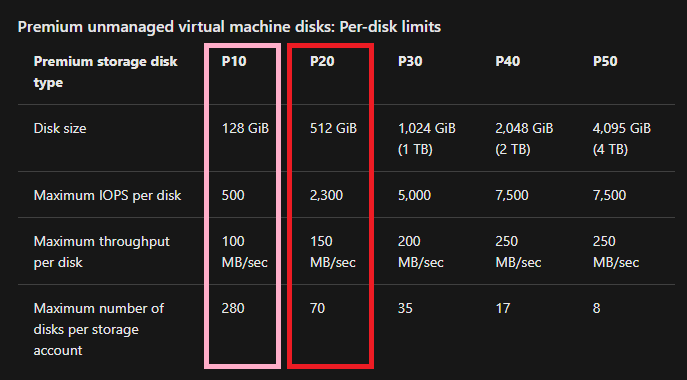 Premium unmanaged virtual machine disks: Per-disk limits
Premium storage disk P10 P20 P30 P40 P50
type
Disk size 128 GiB 512 GiB 1,024 GiB 2,048 GiB 4,095 GiB
(1 TB) (2 TB) (4 TB)
Maximum IOPS per disk 500 2,300 5,000 7,500 7,500
Maximum throughput 100 150 200 250 250
per disk MB/sec MB/sec MB/sec MB/sec MB/sec
Maximum number of 280 70 35 17 8
disks per storage
account